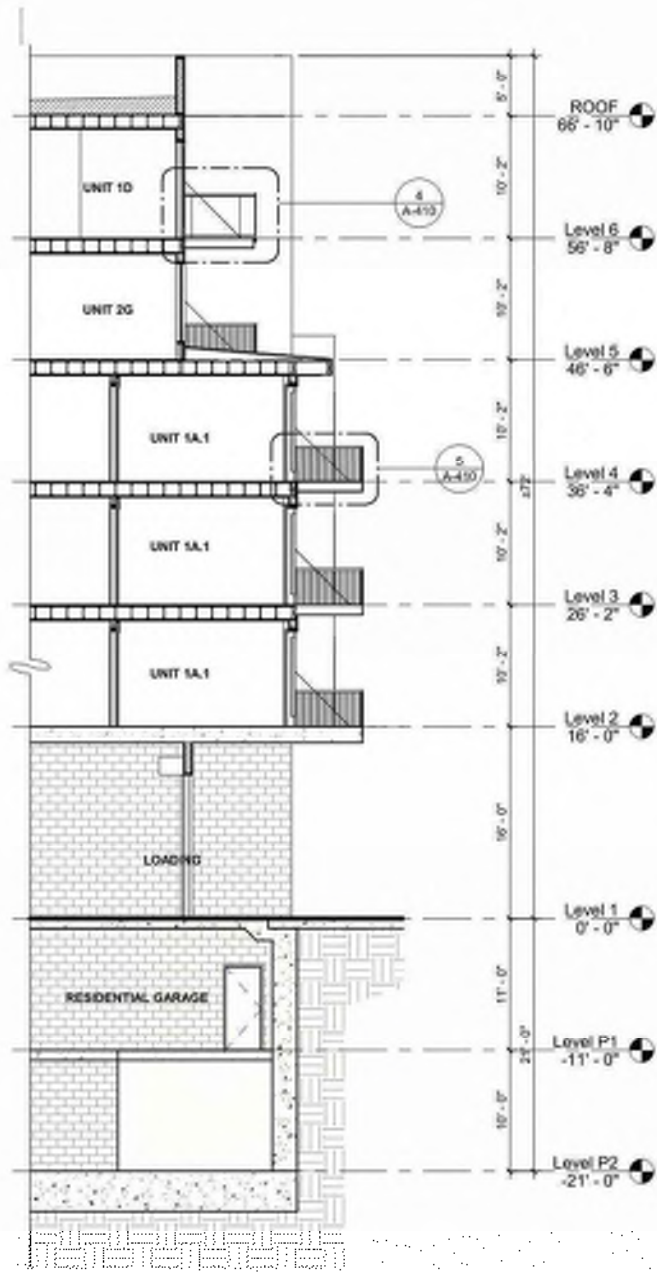 5' - 0"
ROOF
66' - 10"
10' - 2"
UNIT 1D
4
A-410
Level 6
56' - 8"
10' - 2"
UNIT 2G
Level 5
46' - 6"
10' - 2"
UNIT 1A.1
5
A-410
Level 4
36' - 4"
±72'
10' - 2"
UNIT 1A.1
Level 3
26' - 2"
10' - 2"
UNIT 1A.1
Level 2
16' - 0"
16' - 0"
LOADING
Level 1
0' - 0"
11' - 0"
RESIDENTIAL GARAGE
Level P1
-11' - 0"
21' - 0"
10' - 0"
Level P2
-21' - 0"